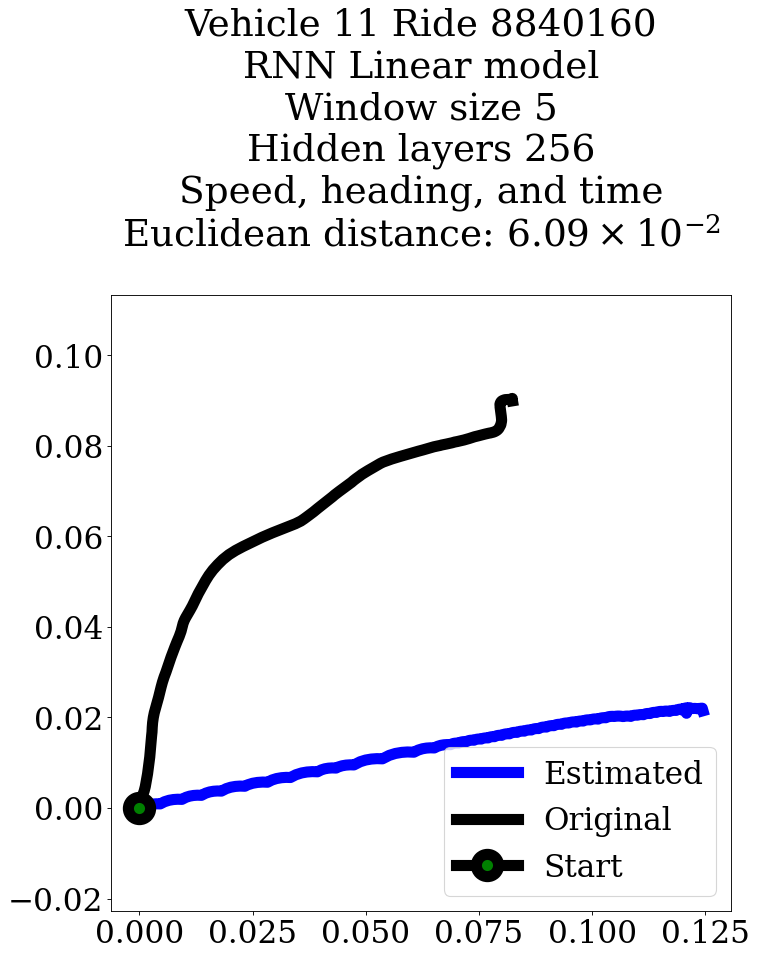 Vehicle 11 Ride 8840160
RNN Linear model
Window size 5
Hidden layers 256
Speed, heading, and time
Euclidean distance: 6.09 × 10⁻²
0.10
0.08
0.06
0.04
0.02
0.00
−0.02
Estimated
Original
Start
0.000 0.025 0.050 0.075 0.100 0.125